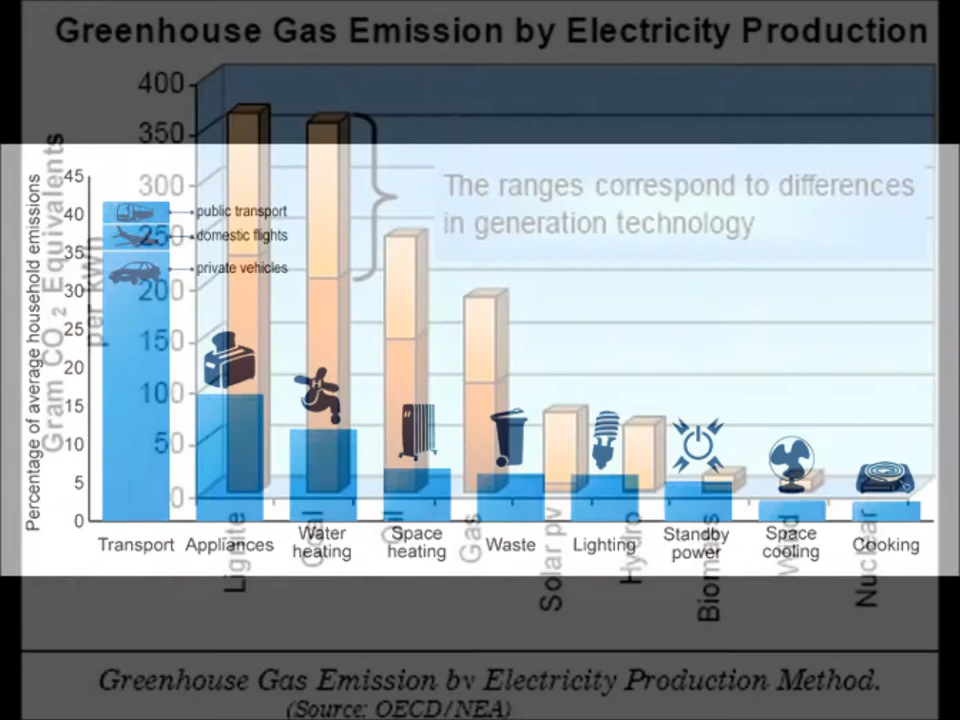 Greenhouse Gas Emission by Electricity Production
400
350
300
250
200
150
100
50
0
Gram CO₂ Equivalents
per kWh
The ranges correspond to differences
in generation technology
Percentage of average household emissions
45
40
35
30
25
20
15
10
5
0
public transport
domestic flights
private vehicles
Transport
Appliances
Water
heating
Space
heating
Waste
Lighting
Standby
power
Space
cooling
Cooking
Lignite
Coal
Oil
Gas
Solar pv
Hydro
Biomass
Wind
Nuclear
Greenhouse Gas Emission by Electricity Production Method.
(Source: OECD/NEA)